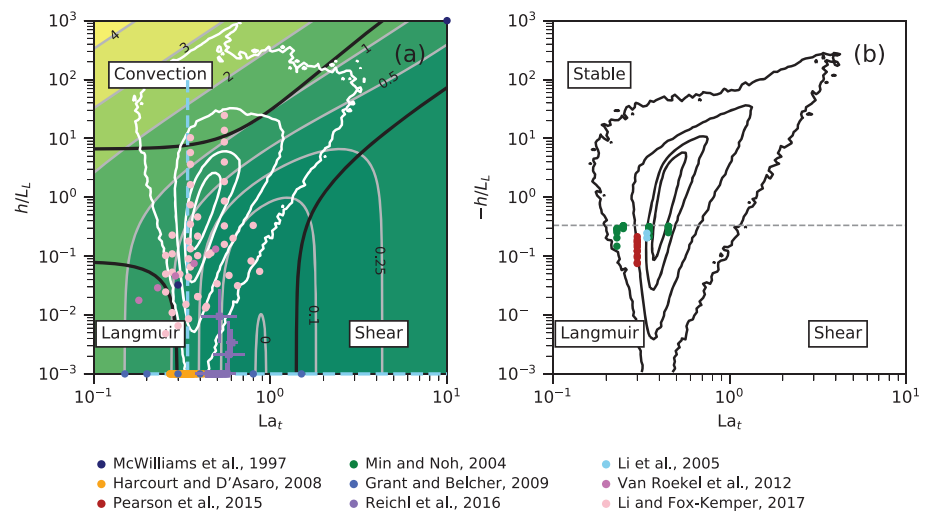 (a)
(b)
4
3
2
1
0.5
0.25
0.1
0
Convection
Langmuir
Shear
Stable
Langmuir
Shear
10³
10²
10¹
10⁰
10⁻¹
10⁻²
10⁻³
h/L_L
10⁻¹
10⁰
10¹
La_t
10³
10²
10¹
10⁰
10⁻¹
10⁻
10⁻³
−h/L_L
10⁻¹
10⁰
10¹
La_t
McWilliams et al., 1997
Harcourt and D'Asaro, 2008
Pearson et al., 2015
Min and Noh, 2004
Grant and Belcher, 2009
Reichl et al., 2016
Li et al., 2005
Van Roekel et al., 2012
Li and Fox-Kemper, 2017